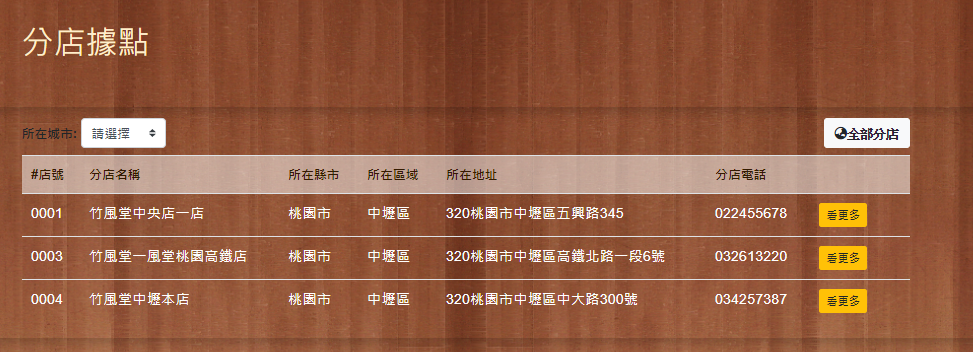 分店據點
所在城市: 請選擇 全部分店
#店號 分店名稱 所在縣市 所在區域 所在地址 分店電話
0001 竹風堂中央店一店 桃園市 中壢區 320桃園市中壢區五興路345 022455678 看更多
0003 竹風堂一風堂桃園高鐵店 桃園市 中壢區 320桃園市中壢區高鐵北路一段6號 032613220 看更多
0004 竹風堂中壢本店 桃園市 中壢區 320桃園市中壢區中大路300號 034257387 看更多